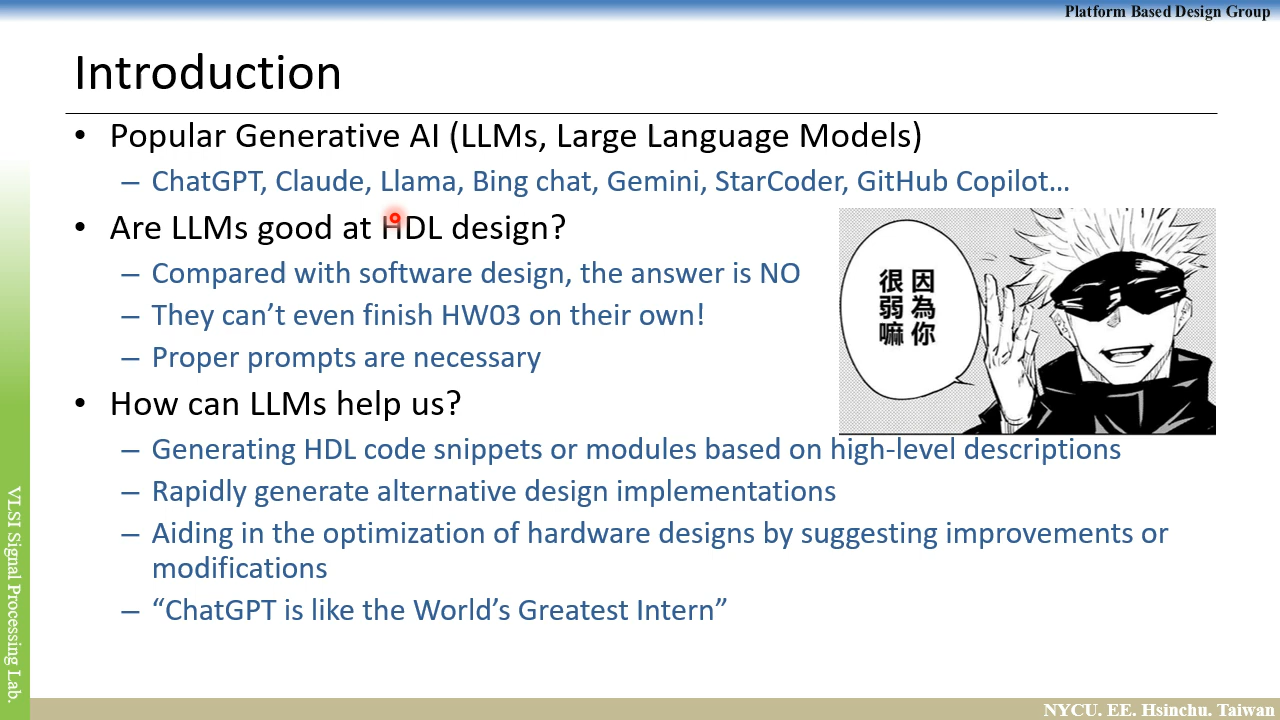 Platform Based Design Group
Introduction
• Popular Generative AI (LLMs, Large Language Models)
– ChatGPT, Claude, Llama, Bing chat, Gemini, StarCoder, GitHub Copilot…
• Are LLMs good at HDL design?
– Compared with software design, the answer is NO
– They can’t even finish HW03 on their own!
– Proper prompts are necessary
因為你
很弱嘛
• How can LLMs help us?
– Generating HDL code snippets or modules based on high-level descriptions
– Rapidly generate alternative design implementations
– Aiding in the optimization of hardware designs by suggesting improvements or
modifications
– “ChatGPT is like the World’s Greatest Intern”
VLSI Signal Processing Lab.
NYCU. EE. Hsinchu. Taiwan